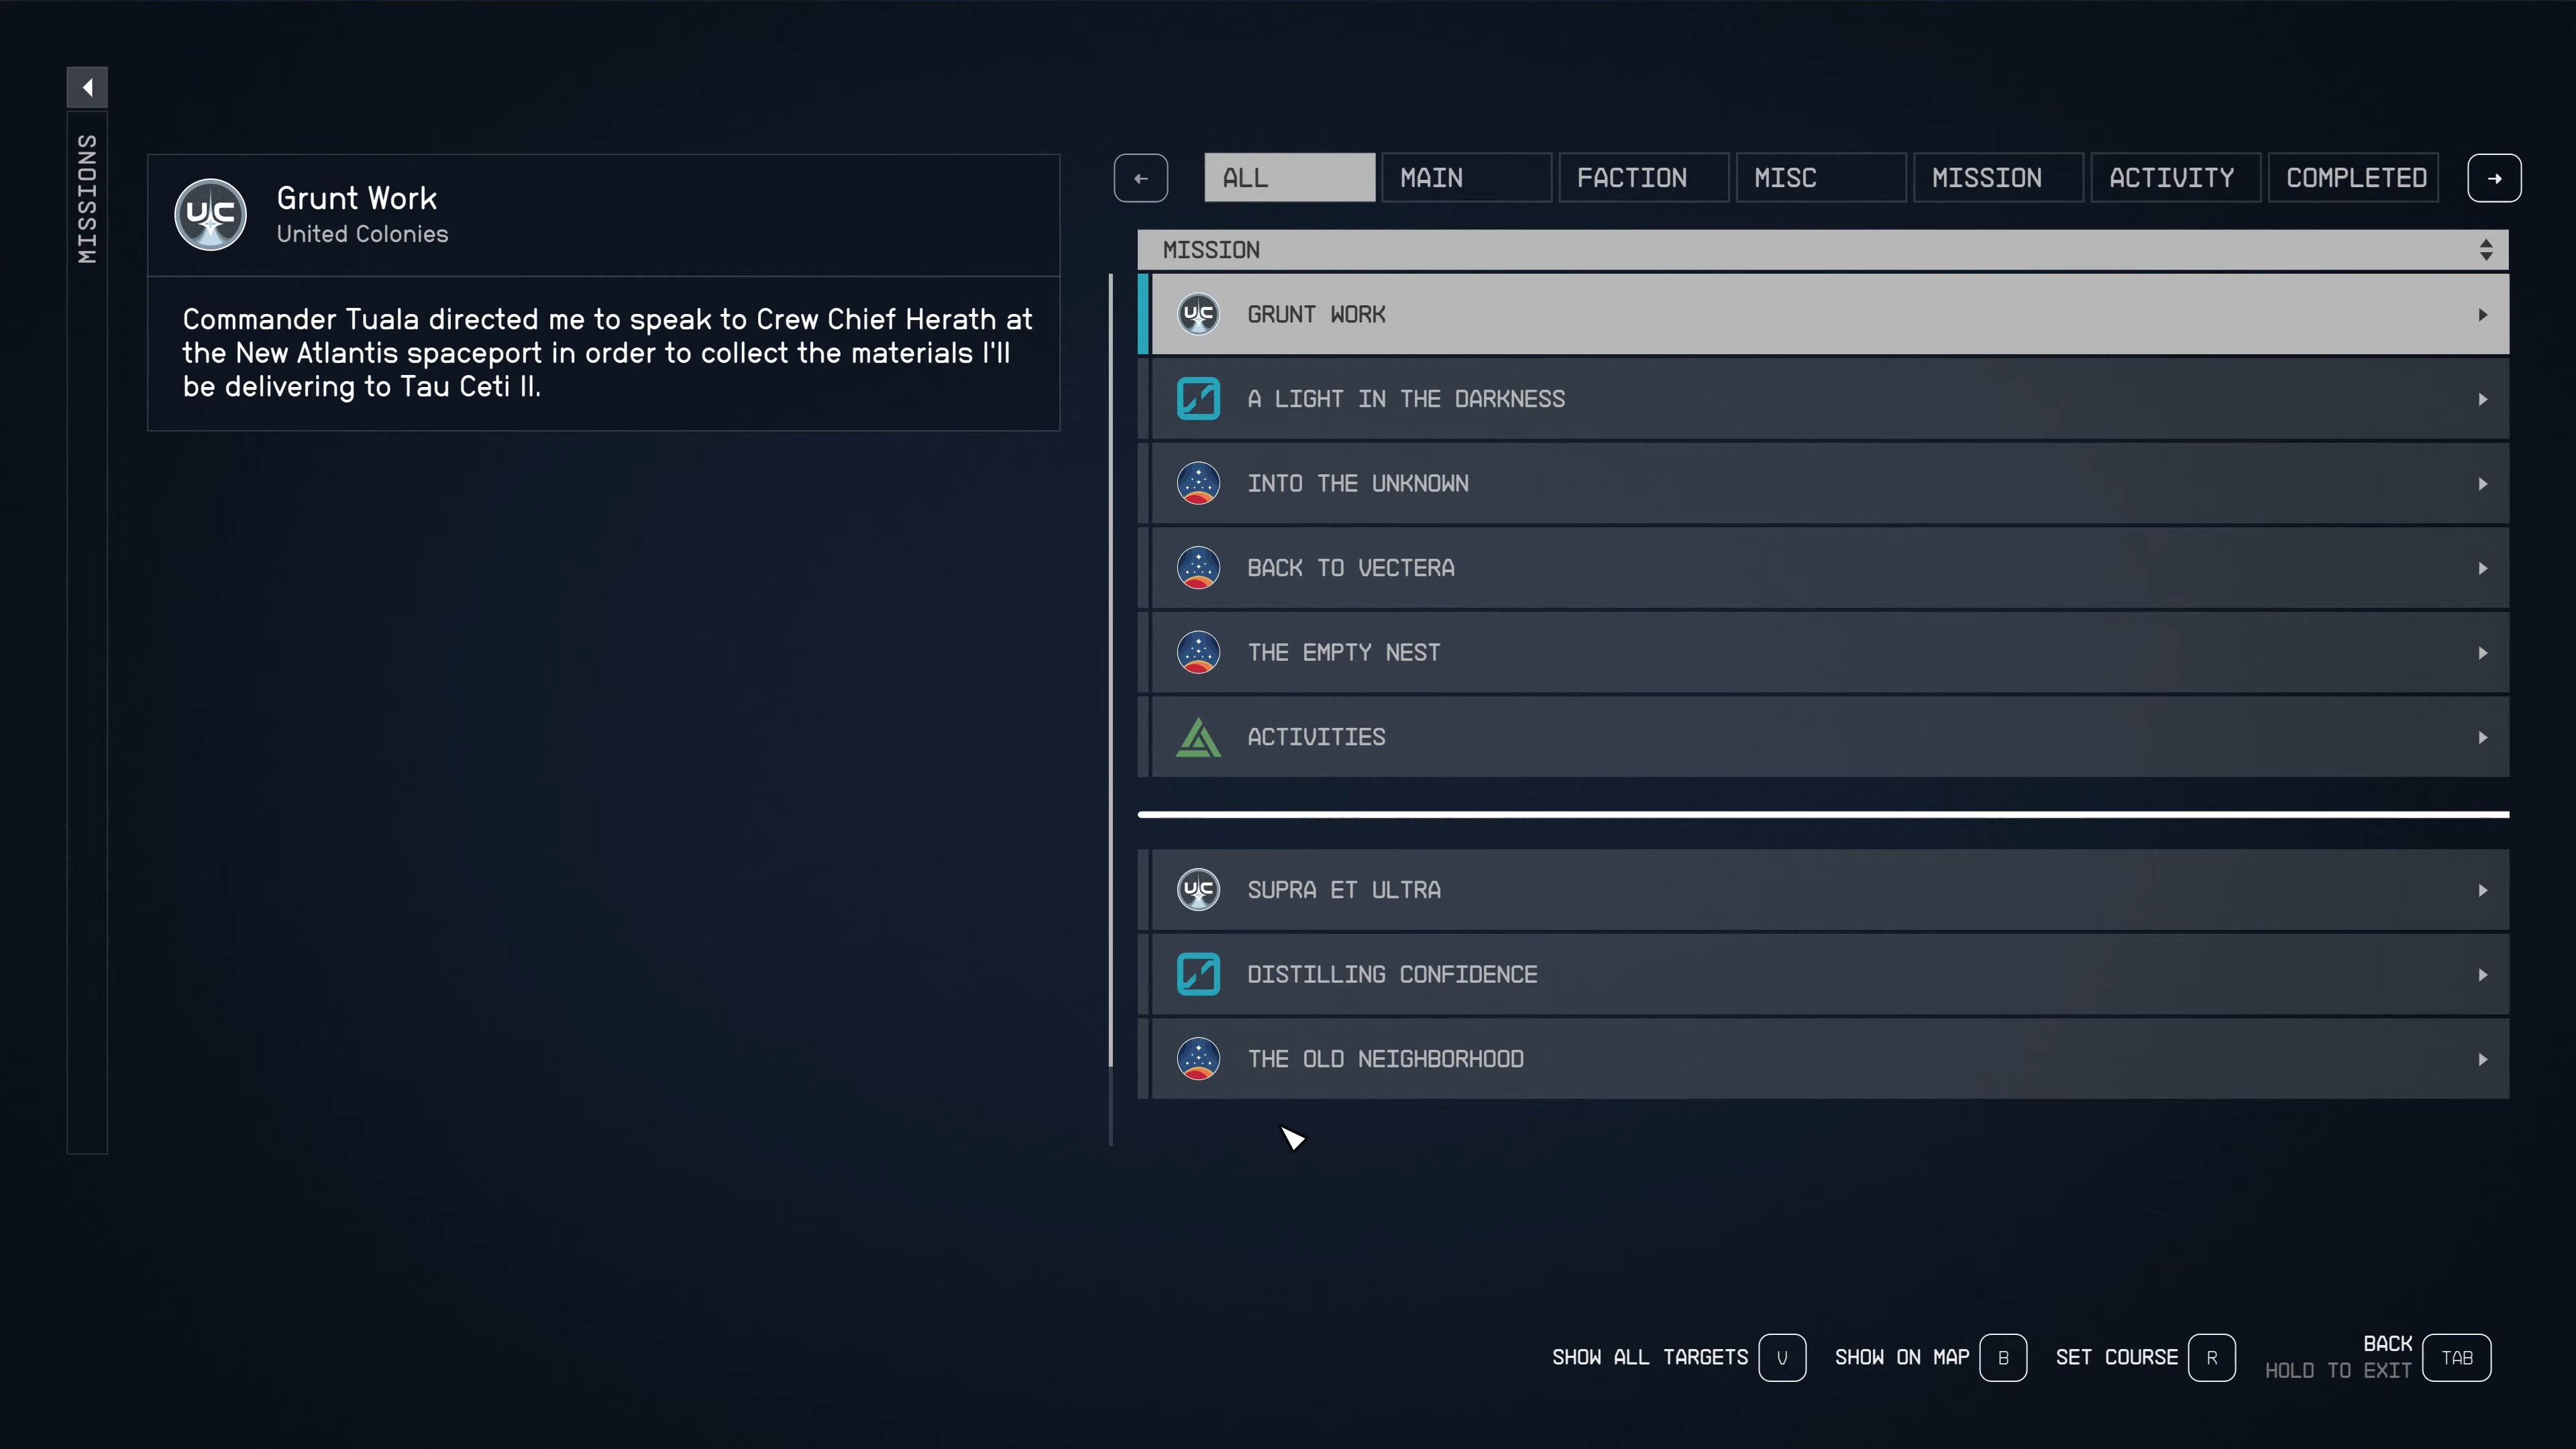 MISSIONS
UC
Grunt Work
United Colonies
Commander Tuala directed me to speak to Crew Chief Herath at
the New Atlantis spaceport in order to collect the materials I'll
be delivering to Tau Ceti II.
ALL
MAIN
FACTION
MISC
MISSION
ACTIVITY
COMPLETED
MISSION
UC
GRUNT WORK
A LIGHT IN THE DARKNESS
INTO THE UNKNOWN
BACK TO VECTERA
THE EMPTY NEST
ACTIVITIES
UC
SUPRA ET ULTRA
DISTILLING CONFIDENCE
THE OLD NEIGHBORHOOD
SHOW ALL TARGETS V
SHOW ON MAP B
SET COURSE R
BACK
HOLD TO EXIT
TAB